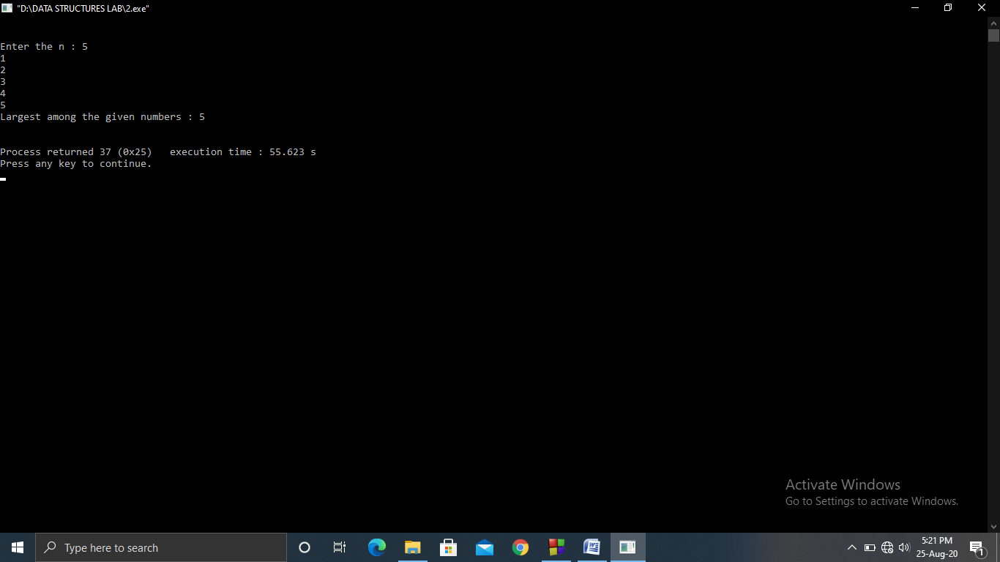 "D:\DATA STRUCTURES LAB\2.exe"
Enter the n : 5
1
2
3
4
5
Largest among the given numbers : 5
Process returned 37 (0x25)   execution time : 55.623 s
Press any key to continue.
Activate Windows
Go to Settings to activate Windows.
Type here to search
W
5:21 PM
25-Aug-20
1